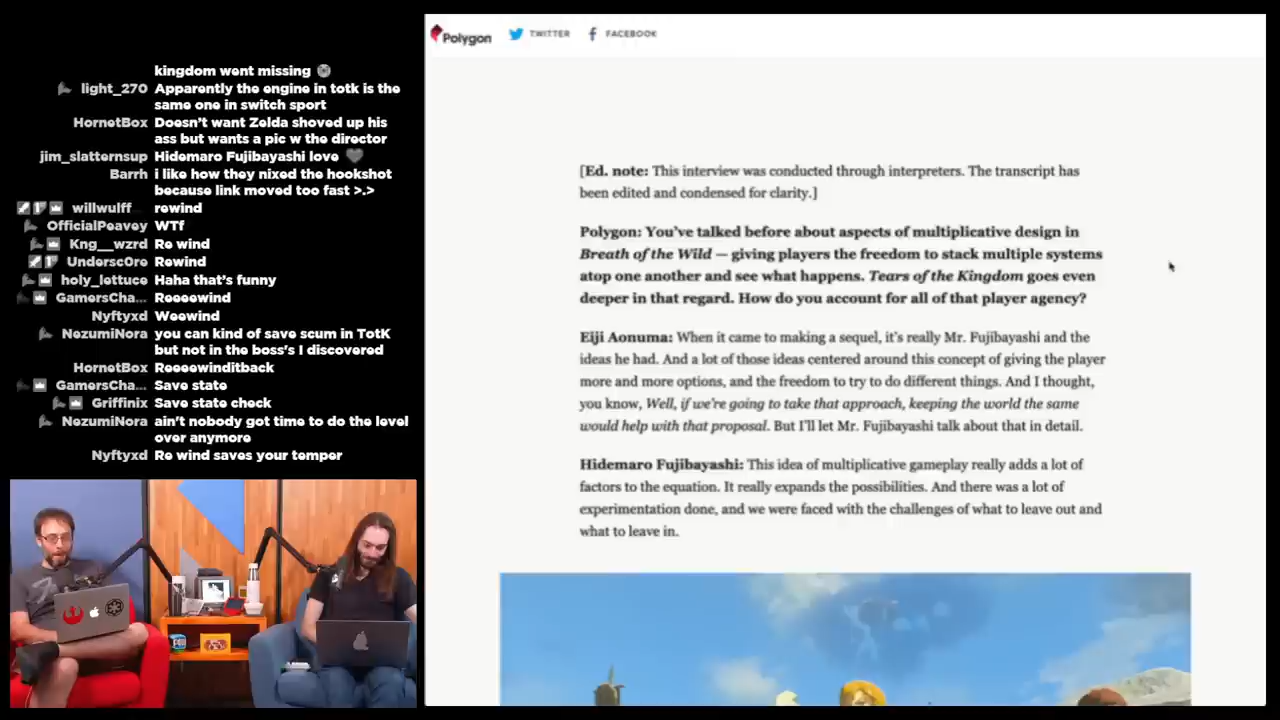 kingdom went missing
light_270 Apparently the engine in totk is the
same one in switch sport
HornetBox Doesn't want Zelda shoved up his
ass but wants a pic w the director
jim_slatternsup Hidemaro Fujibayashi love
Barrh i like how they nixed the hookshot
because link moved too fast >.>
willwulff rewind
OfficialPeavey WTf
Kng__wzrd Re wind
UnderscOre Rewind
holy_lettuce Haha that's funny
GamersCha... Reeeewind
Nyftyxd Weewind
NezumiNora you can kind of save scum in TotK
but not in the boss's I discovered
HornetBox Reeeewinditback
GamersCha... Save state
Griffinix Save state check
NezumiNora ain't nobody got time to do the level
over anymore
Nyftyxd Re wind saves your temper
Polygon TWITTER FACEBOOK
[Ed. note: This interview was conducted through interpreters. The transcript has
been edited and condensed for clarity.]
Polygon: You've talked before about aspects of multiplicative design in
Breath of the Wild — giving players the freedom to stack multiple systems
atop one another and see what happens. Tears of the Kingdom goes even
deeper in that regard. How do you account for all of that player agency?
Eiji Aonuma: When it came to making a sequel, it's really Mr. Fujibayashi and the
ideas he had. And a lot of those ideas centered around this concept of giving the player
more and more options, and the freedom to try to do different things. And I thought,
you know, Well, if we're going to take that approach, keeping the world the same
would help with that proposal. But I'll let Mr. Fujibayashi talk about that in detail.
Hidemaro Fujibayashi: This idea of multiplicative gameplay really adds a lot of
factors to the equation. It really expands the possibilities. And there was a lot of
experimentation done, and we were faced with the challenges of what to leave out and
what to leave in.